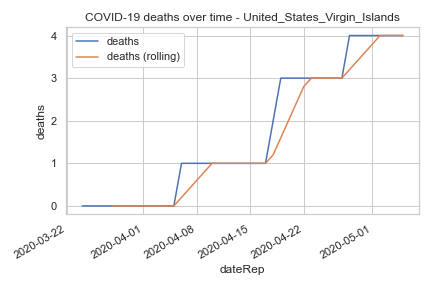 COVID-19 deaths over time - United_States_Virgin_Islands
deaths
deaths (rolling)
4
3
2
1
0
deaths
2020-03-22
2020-04-01
2020-04-08
2020-04-15
2020-04-22
2020-05-01
dateRep